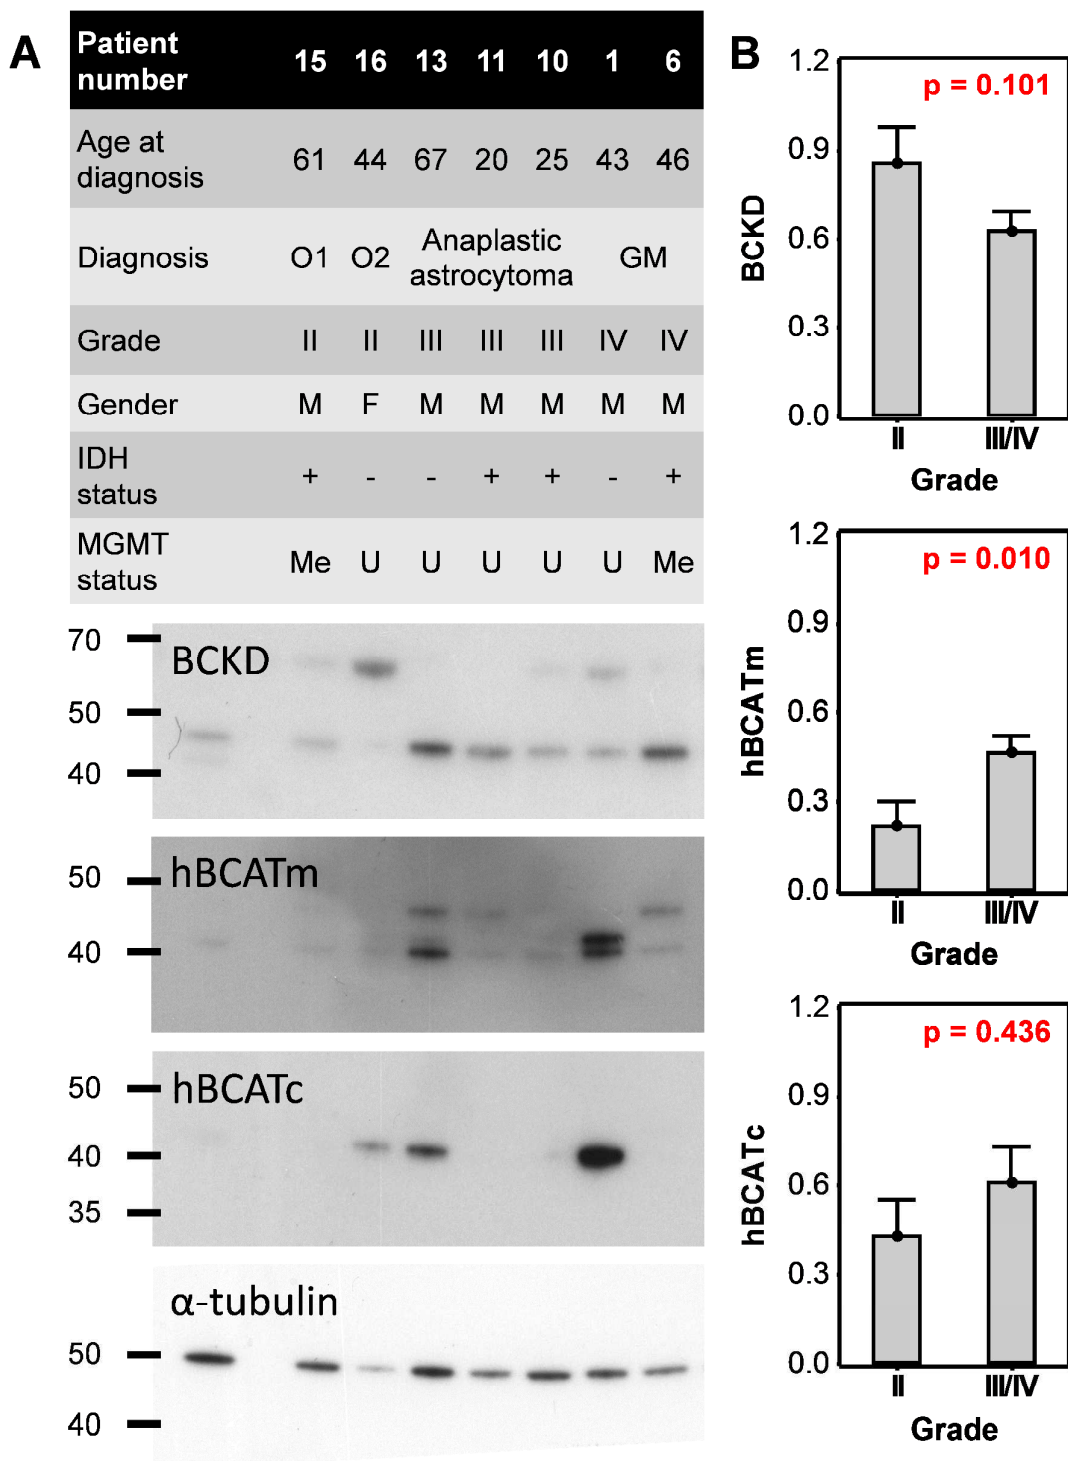 A
Patient number 15 16 13 11 10 1 6
Age at diagnosis 61 44 67 20 25 43 46
Diagnosis O1 O2 Anaplastic astrocytoma GM
Grade II II III III III IV IV
Gender M F M M M M M
IDH status + - - + + - +
MGMT status Me U U U U U Me
70
BCKD
50
40
hBCATm
50
40
hBCATc
50
40
35
α-tubulin
50
40
B
1.2
p = 0.101
0.9
BCKD
0.6
0.3
0.0
II III/IV
Grade
1.2
p = 0.010
0.9
hBCATm
0.6
0.3
0.0
II III/IV
Grade
1.2
p = 0.436
0.9
hBCATc
0.6
0.3
0.0
II III/IV
Grade